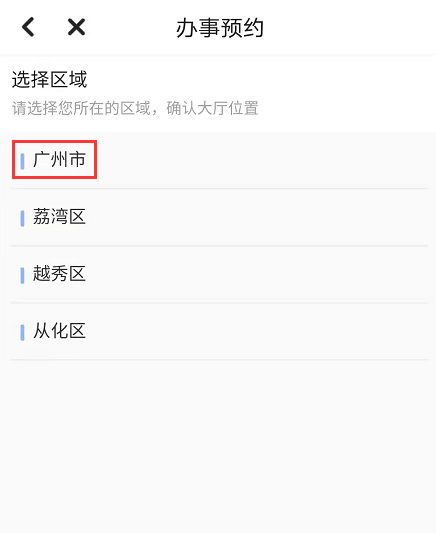 办事预约
选择区域
请选择您所在的区域，确认大厅位置
广州市
荔湾区
越秀区
从化区